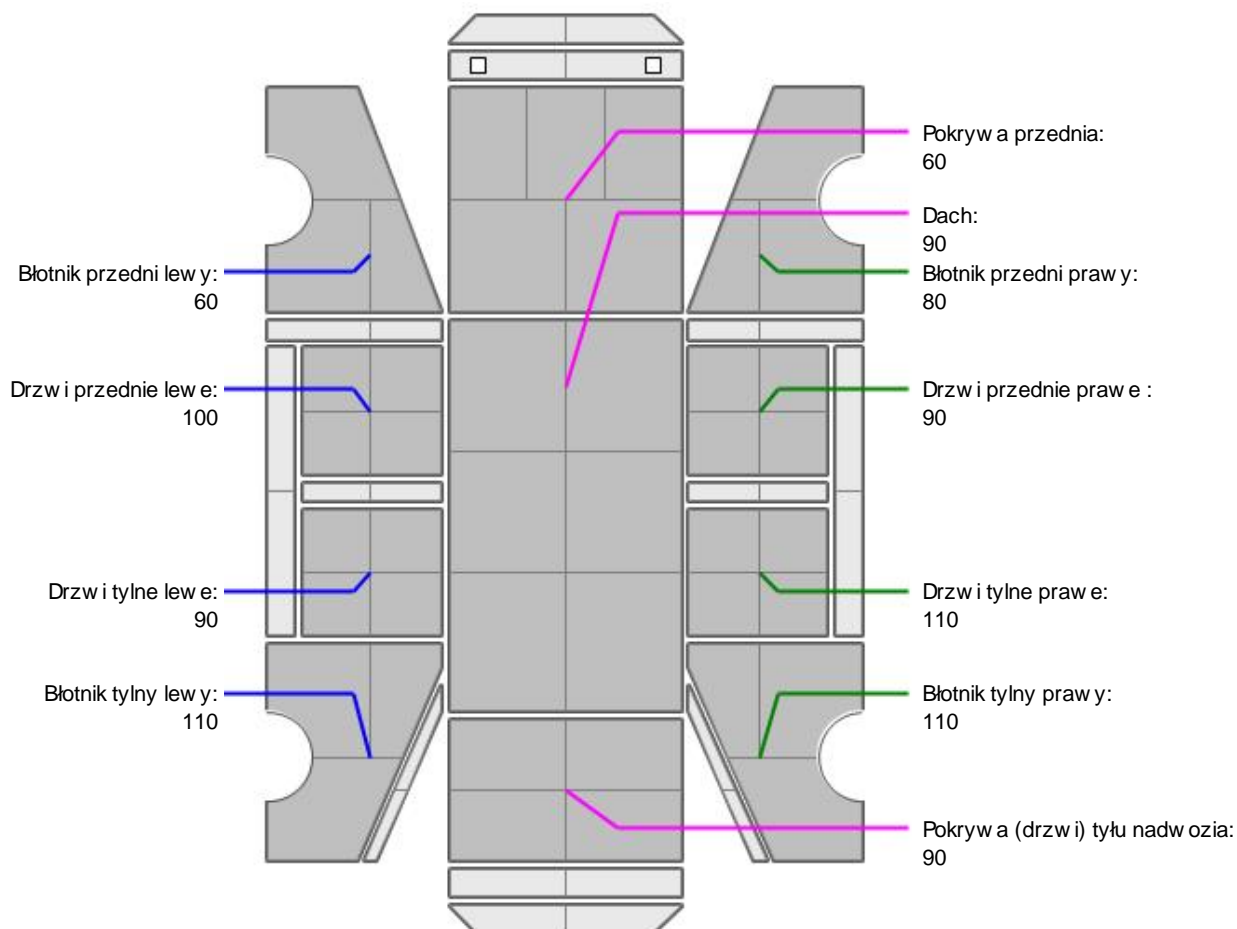 Pokrywa przednia:
60
Dach:
90
Błotnik przedni lewy:
60
Błotnik przedni prawy:
80
Drzwi przednie lewe:
100
Drzwi przednie prawe :
90
Drzwi tylne lewe:
90
Drzwi tylne prawe:
110
Błotnik tylny lewy:
110
Błotnik tylny prawy:
110
Pokrywa (drzwi) tyłu nadwozia:
90